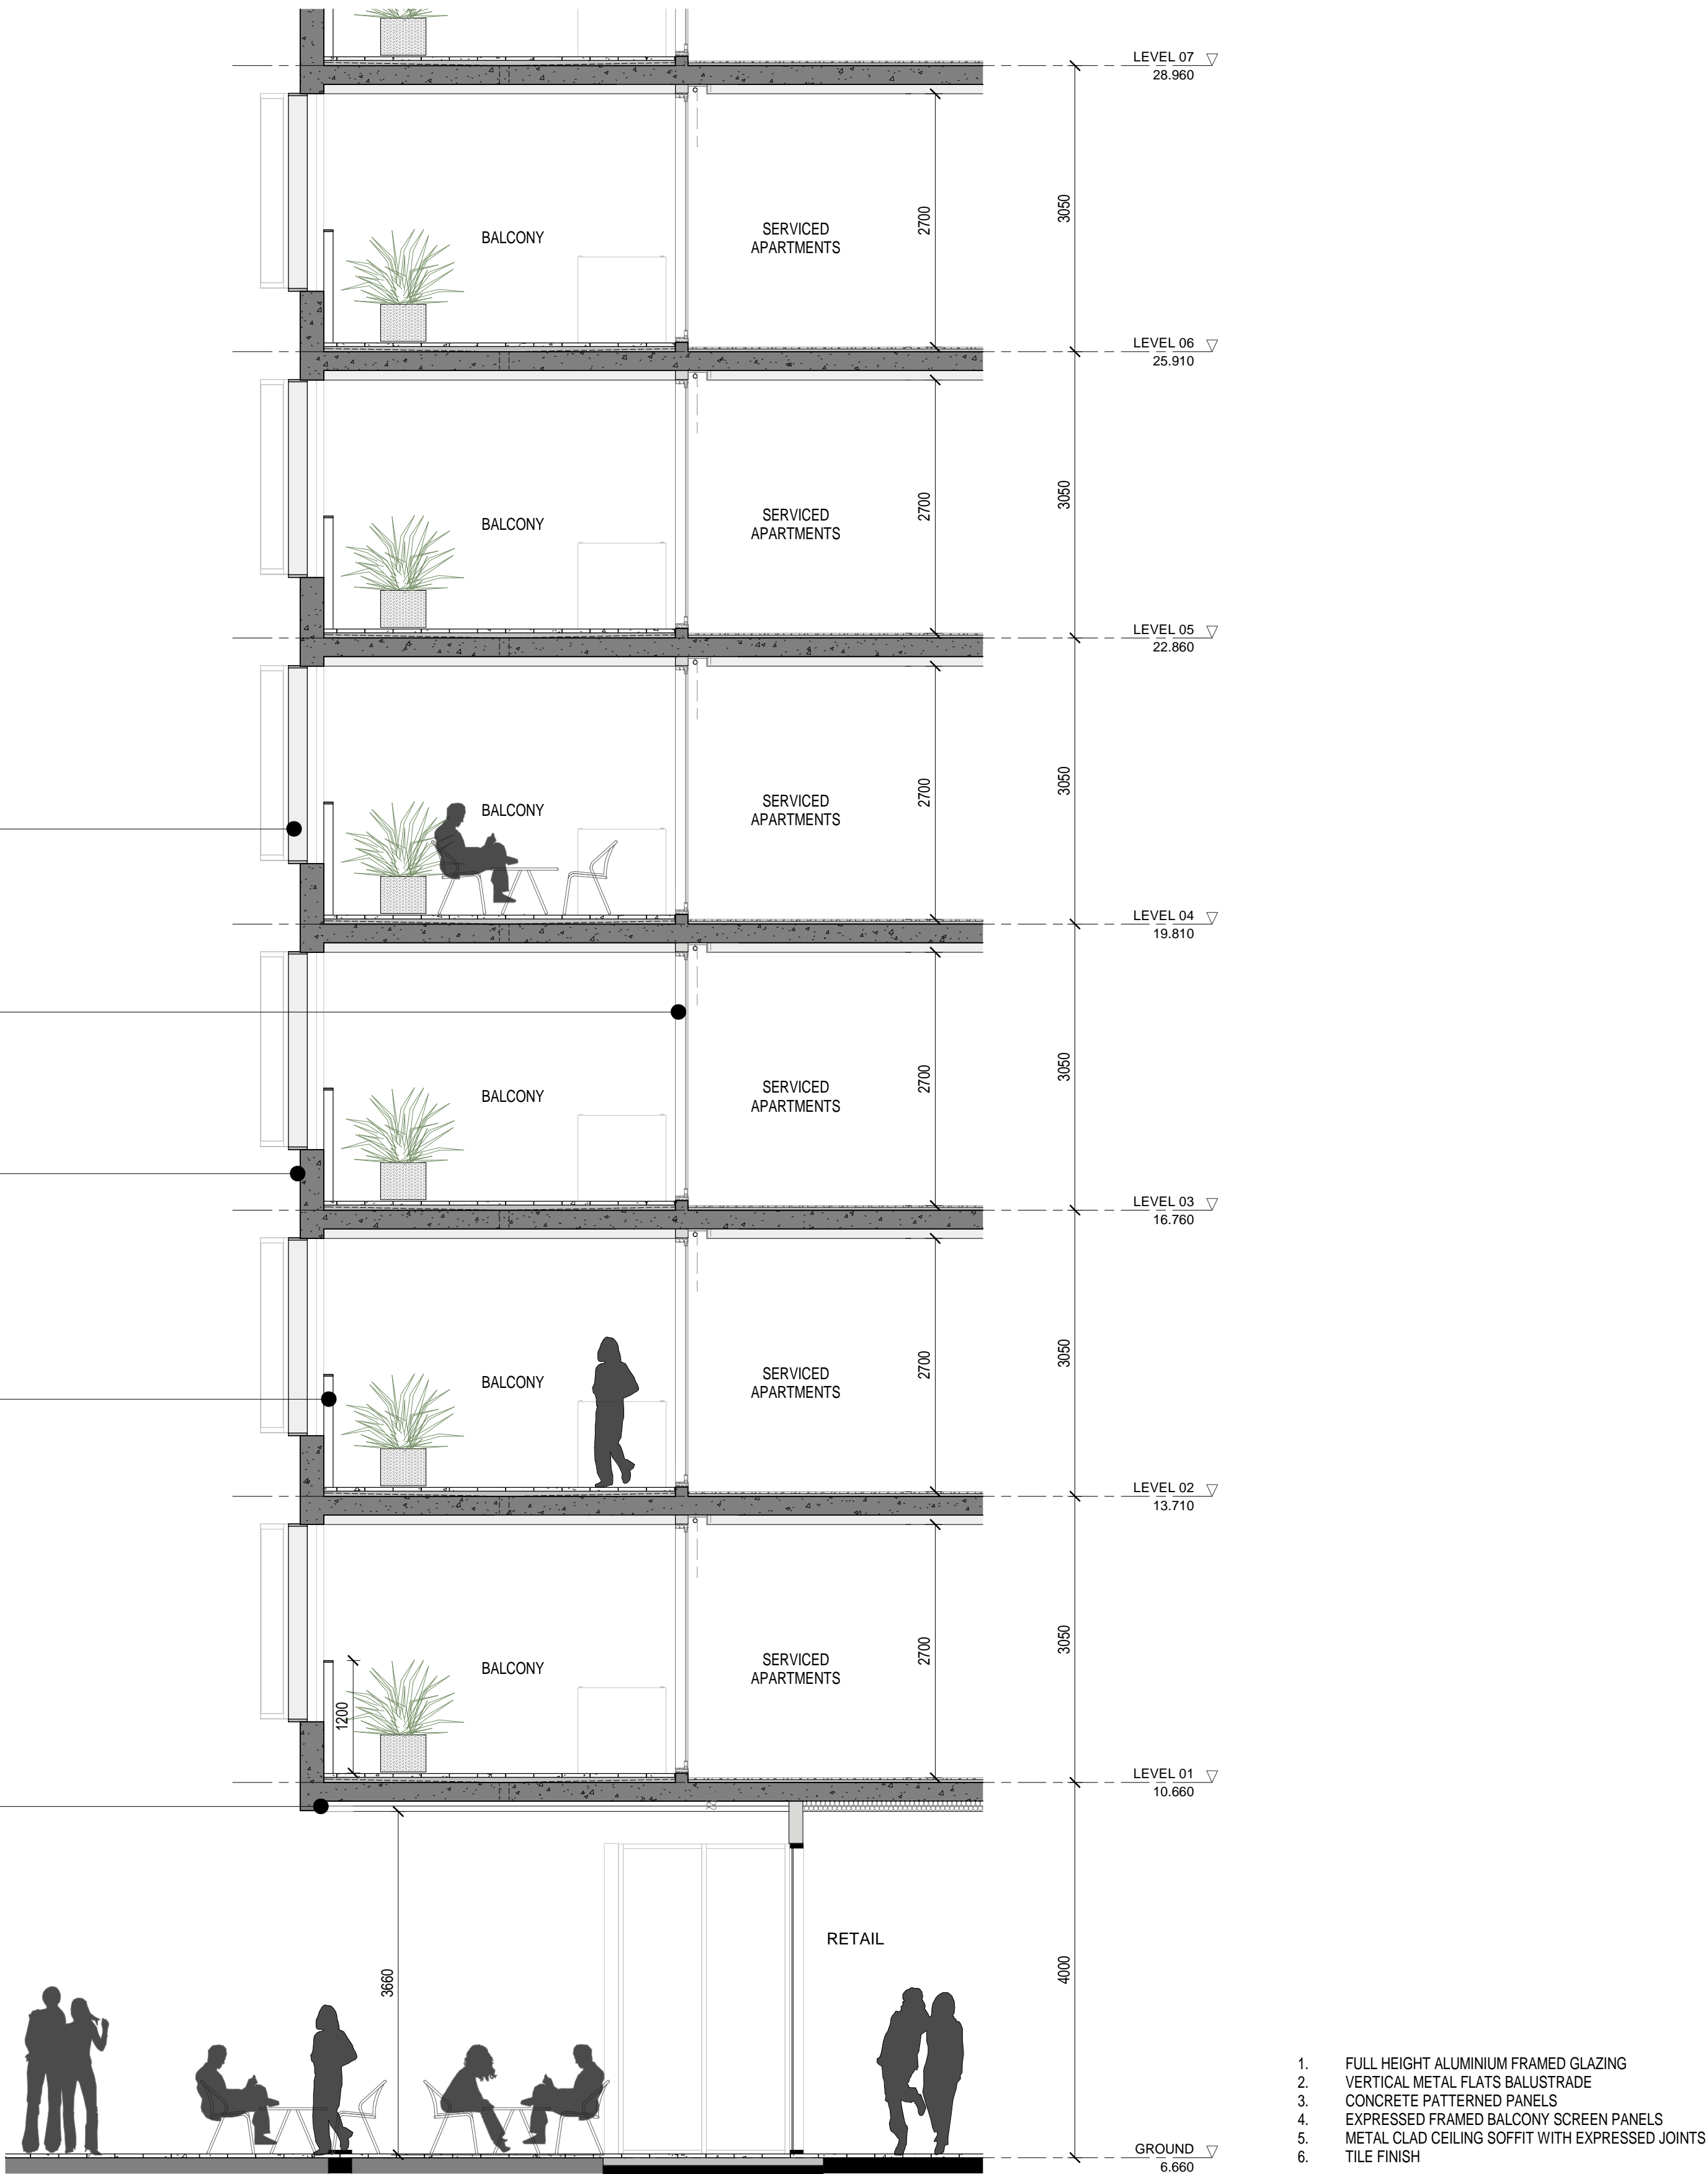 LEVEL 07
28.960
BALCONY
SERVICED
APARTMENTS
2700
3050
LEVEL 06
25.910
BALCONY
SERVICED
APARTMENTS
2700
3050
LEVEL 05
22.860
BALCONY
SERVICED
APARTMENTS
2700
3050
LEVEL 04
19.810
BALCONY
SERVICED
APARTMENTS
2700
3050
LEVEL 03
16.760
BALCONY
SERVICED
APARTMENTS
2700
3050
LEVEL 02
13.710
BALCONY
SERVICED
APARTMENTS
2700
3050
1200
LEVEL 01
10.660
RETAIL
3660
4000
GROUND
6.660
1. FULL HEIGHT ALUMINIUM FRAMED GLAZING
2. VERTICAL METAL FLATS BALUSTRADE
3. CONCRETE PATTERNED PANELS
4. EXPRESSED FRAMED BALCONY SCREEN PANELS
5. METAL CLAD CEILING SOFFIT WITH EXPRESSED JOINTS
6. TILE FINISH